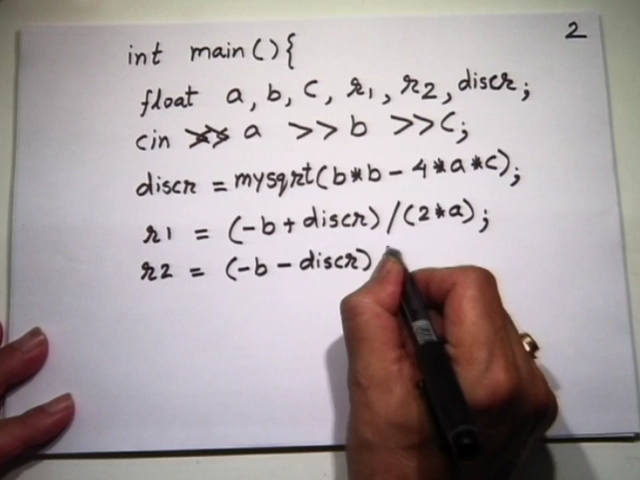 2
int main(){
float a, b, c, r1, r2, discr;
cin >> a >> b >> c;
discr = mysqrt(b*b - 4*a*c);
r1 = (-b + discr) / (2*a);
r2 = (-b - discr)